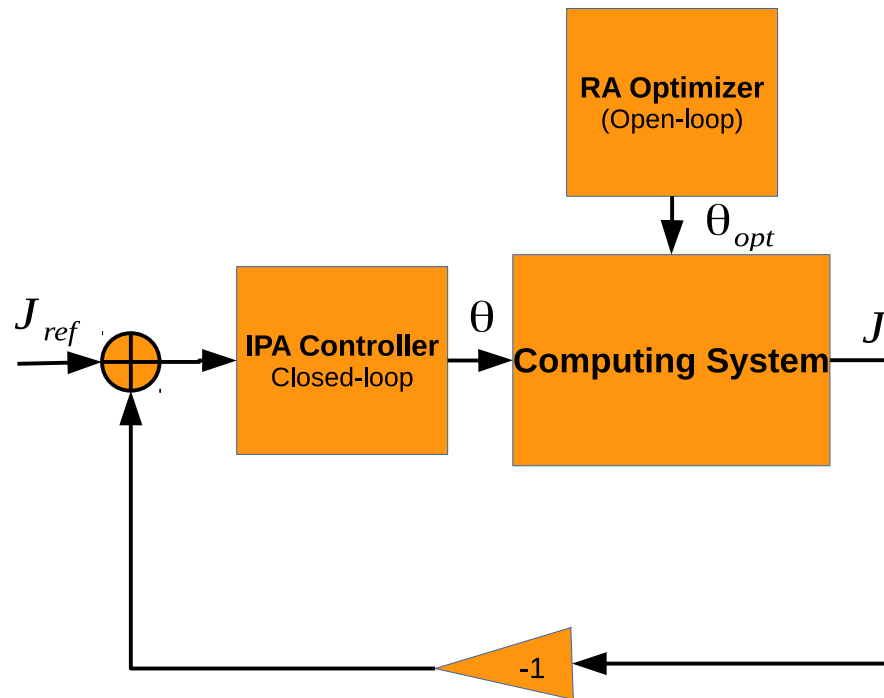 RA Optimizer
(Open-loop)
θopt
Jref
IPA Controller
Closed-loop
θ
Computing System
J
-1